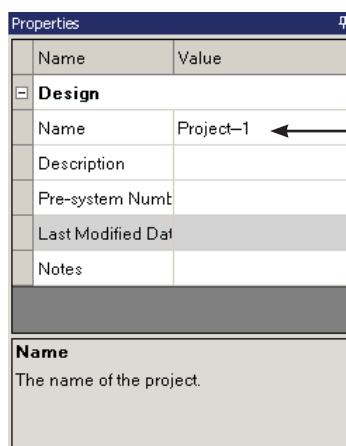 Properties
Name Value
Design
Name Project–1
Description
Pre-system Numb
Last Modified Dat
Notes
Name
The name of the project.